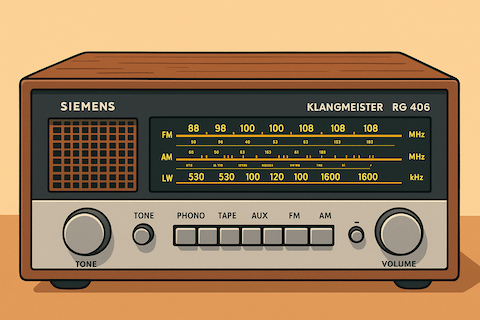 SIEMENS
KLANGMEISTER RG 406
FM 88 98 100 100 108 108 108 MHz
AM MHz
LW 530 530 100 120 100 1600 1600 kHz
TONE PHONO TAPE AUX FM AM
TONE VOLUME